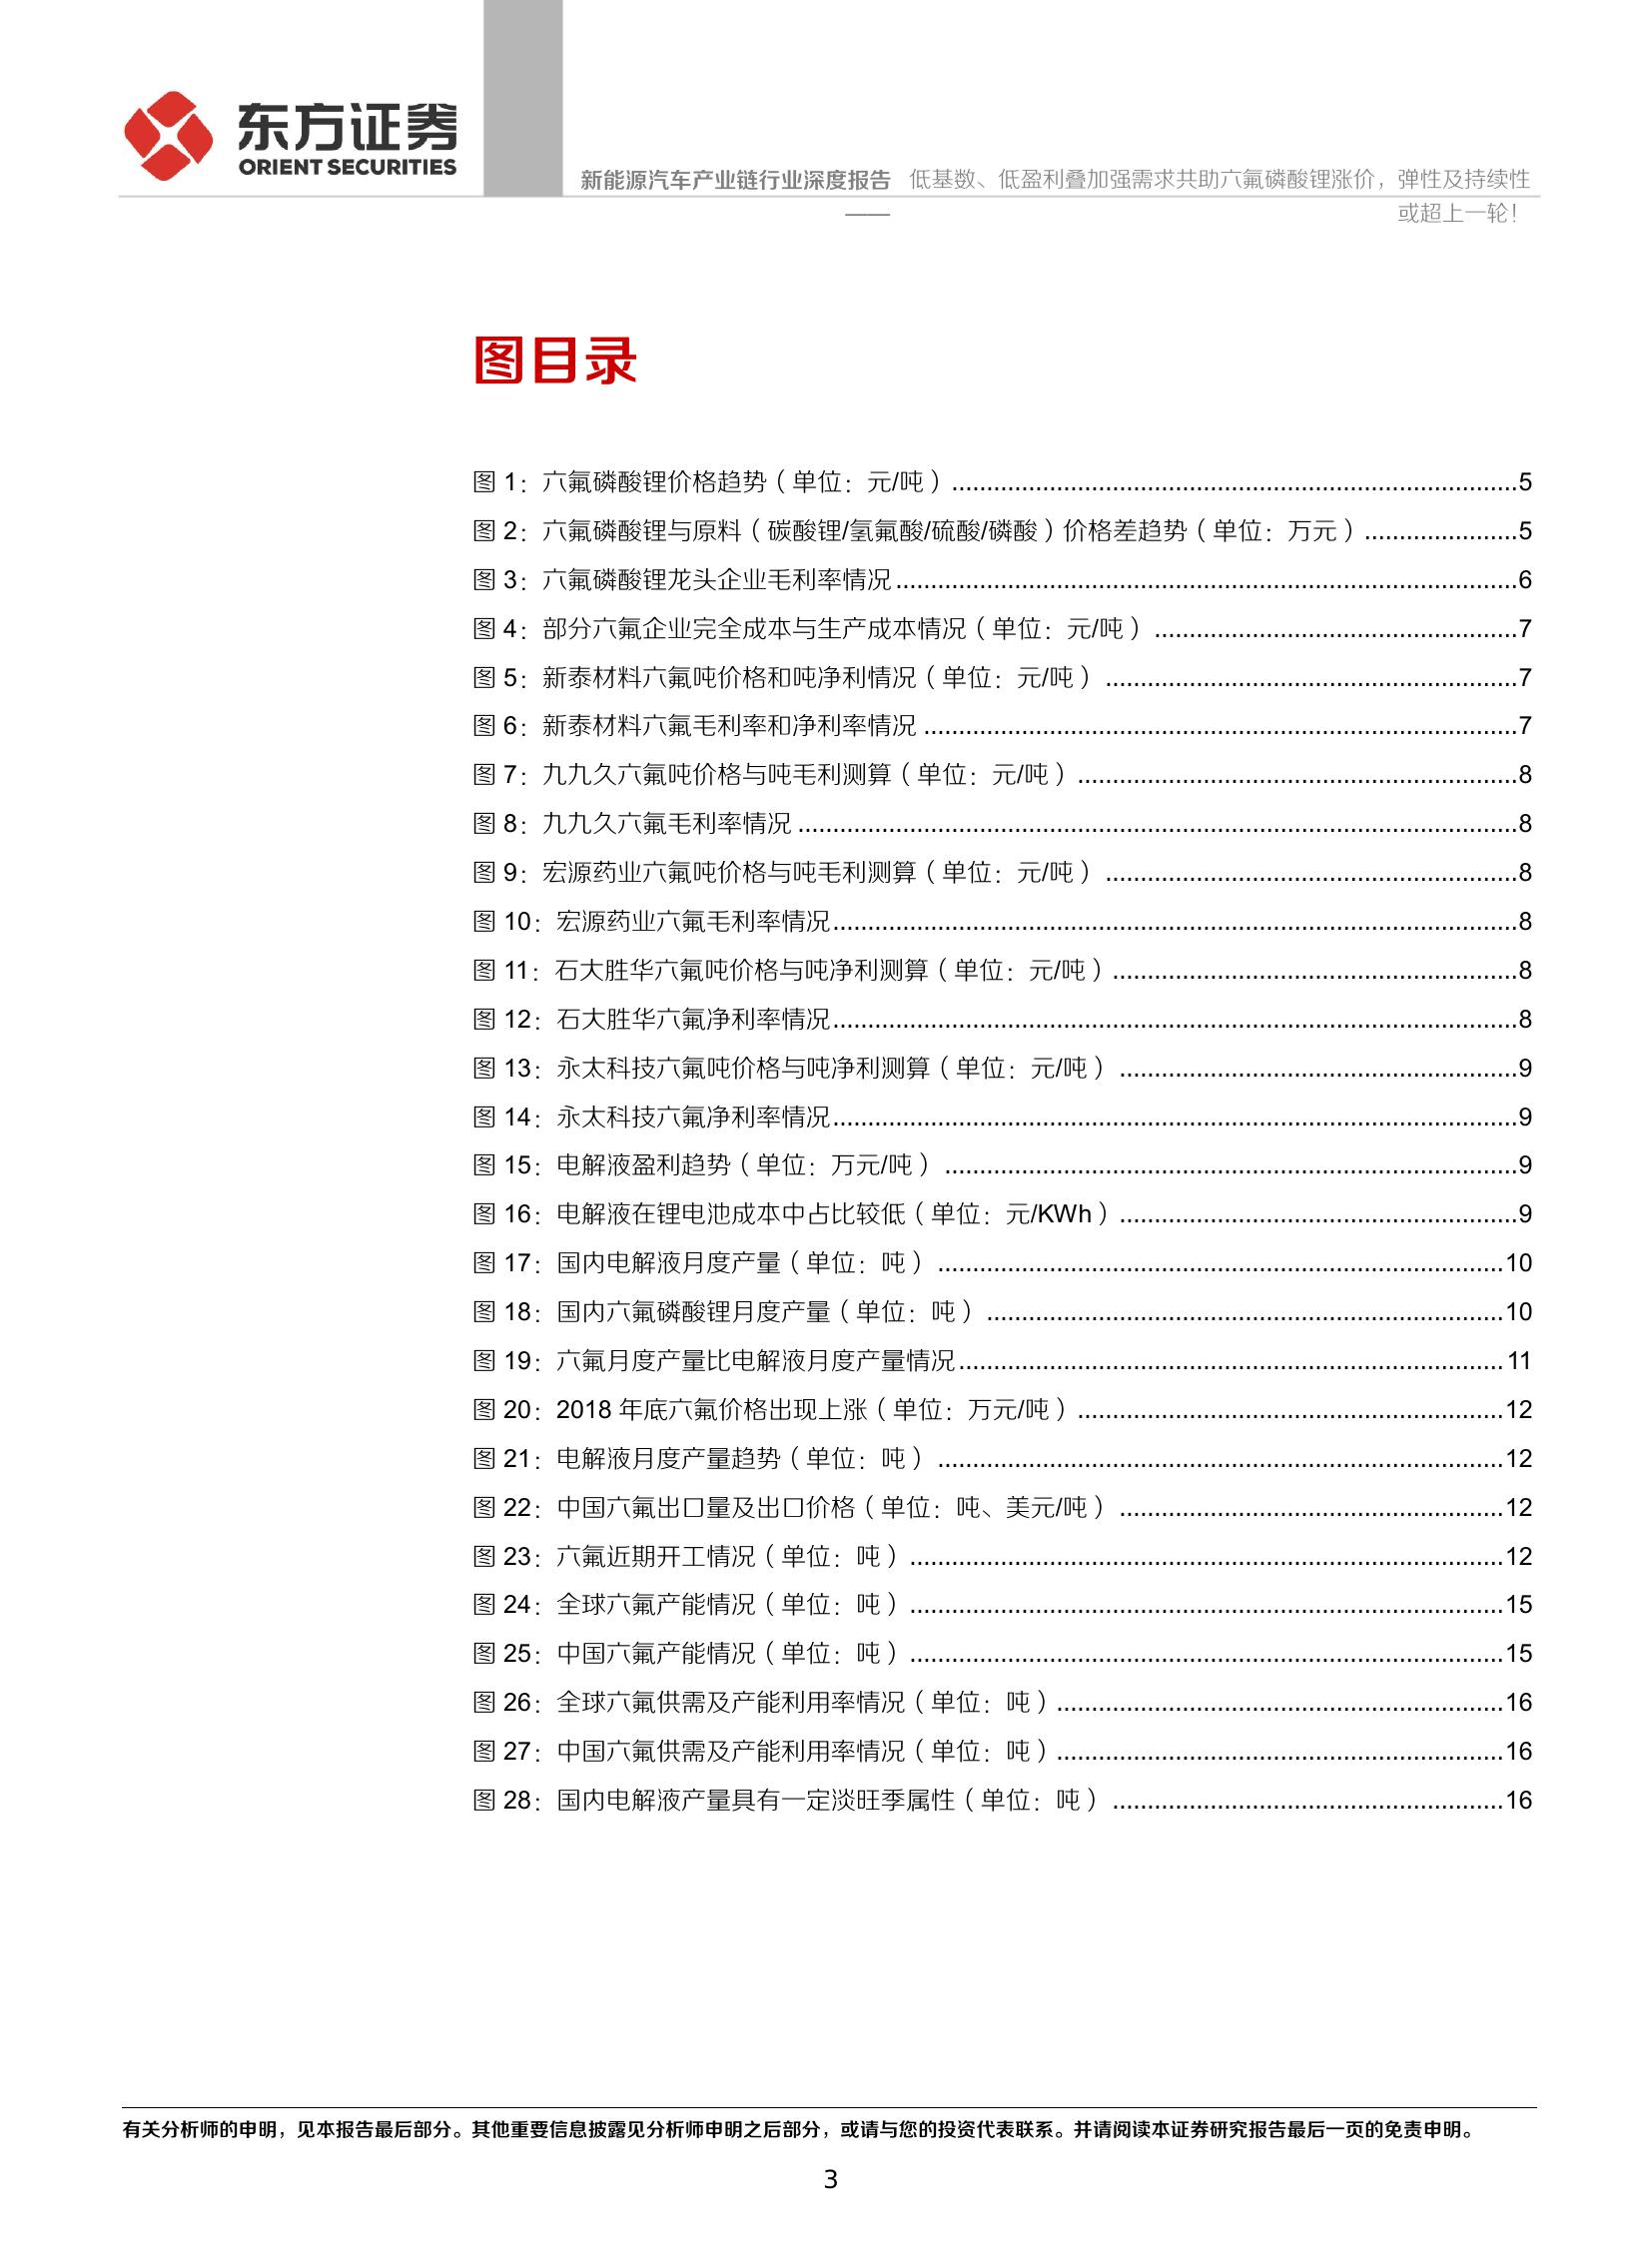 东方证券
ORIENT SECURITIES
新能源汽车产业链行业深度报告 —— 低基数、低盈利叠加强需求共助六氟磷酸锂涨价，弹性及持续性
或超上一轮！
图目录
图 1：六氟磷酸锂价格趋势（单位：元/吨）..........5
图 2：六氟磷酸锂与原料（碳酸锂/氢氟酸/硫酸/磷酸）价格差趋势（单位：万元）..........5
图 3：六氟磷酸锂龙头企业毛利率情况..........6
图 4：部分六氟企业完全成本与生产成本情况（单位：元/吨）..........7
图 5：新泰材料六氟吨价格和吨净利情况（单位：元/吨）..........7
图 6：新泰材料六氟毛利率和净利率情况..........7
图 7：九九久六氟吨价格与吨毛利测算（单位：元/吨）..........8
图 8：九九久六氟毛利率情况..........8
图 9：宏源药业六氟吨价格与吨毛利测算（单位：元/吨）..........8
图 10：宏源药业六氟毛利率情况..........8
图 11：石大胜华六氟吨价格与吨净利测算（单位：元/吨）..........8
图 12：石大胜华六氟净利率情况..........8
图 13：永太科技六氟吨价格与吨净利测算（单位：元/吨）..........9
图 14：永太科技六氟净利率情况..........9
图 15：电解液盈利趋势（单位：万元/吨）..........9
图 16：电解液在锂电池成本中占比较低（单位：元/KWh）..........9
图 17：国内电解液月度产量（单位：吨）..........10
图 18：国内六氟磷酸锂月度产量（单位：吨）..........10
图 19：六氟月度产量比电解液月度产量情况..........11
图 20：2018 年底六氟价格出现上涨（单位：万元/吨）..........12
图 21：电解液月度产量趋势（单位：吨）..........12
图 22：中国六氟出口量及出口价格（单位：吨、美元/吨）..........12
图 23：六氟近期开工情况（单位：吨）..........12
图 24：全球六氟产能情况（单位：吨）..........15
图 25：中国六氟产能情况（单位：吨）..........15
图 26：全球六氟供需及产能利用率情况（单位：吨）..........16
图 27：中国六氟供需及产能利用率情况（单位：吨）..........16
图 28：国内电解液产量具有一定淡旺季属性（单位：吨）..........16
有关分析师的申明，见本报告最后部分。其他重要信息披露见分析师申明之后部分，或请与您的投资代表联系。并请阅读本证券研究报告最后一页的免责申明。
3